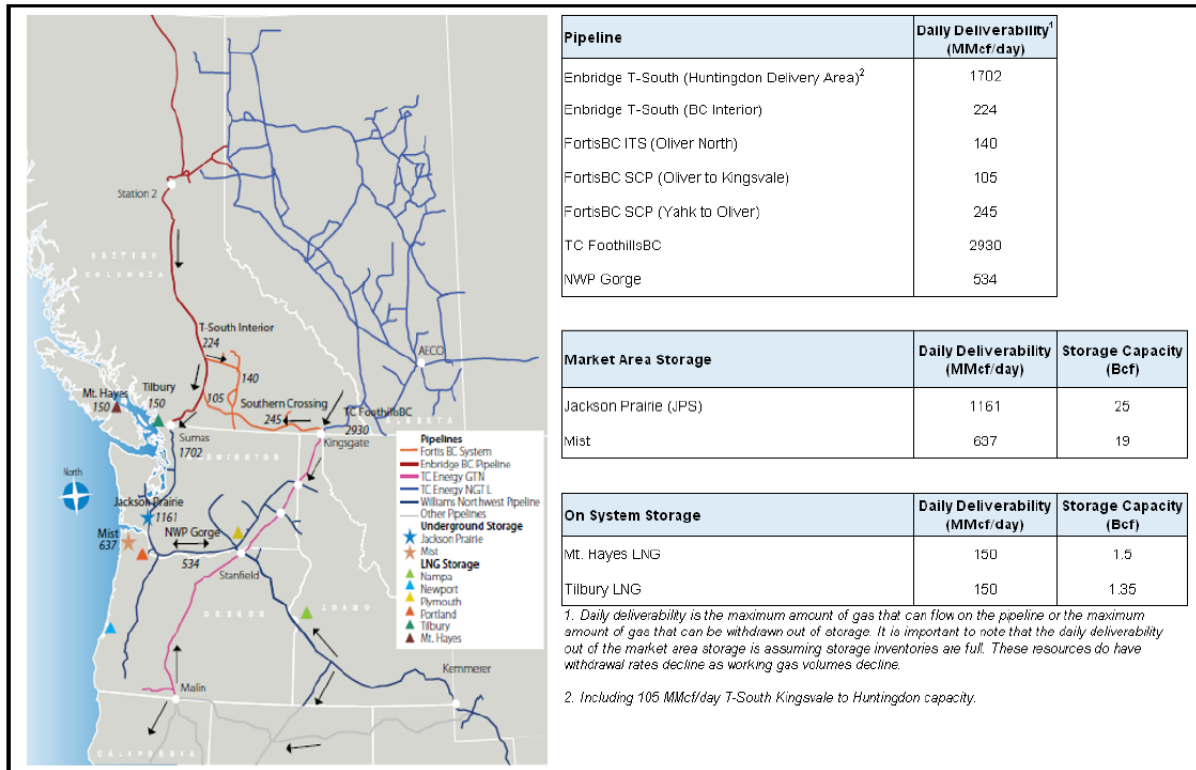 Station 2
BRITISH
COLUMBIA
T-South Interior
224
140
AECO
Tilbury
150
Mt. Hayes
150
105
Southern Crossing
245
TC FoothillsBC
2930
ALBERTA
Sumas
1702
WASHINGTON
Kingsgate
North
Jackson Prairie
1161
Mist
637
NWP Gorge
534
Stanfield
OREGON
IDAHO
Kemmerer
Malin
CALIFORNIA
Pipelines
Fortis BC System
Enbridge BC Pipeline
TC Energy GTN
TC Energy NGTL
Williams Northwest Pipeline
Other Pipelines
Underground Storage
Jackson Prairie
Mist
LNG Storage
Nampa
Newport
Plymouth
Portland
Tilbury
Mt. Hayes
Pipeline Daily Deliverability¹ (MMcf/day)
Enbridge T-South (Huntingdon Delivery Area)² 1702
Enbridge T-South (BC Interior) 224
FortisBC ITS (Oliver North) 140
FortisBC SCP (Oliver to Kingsvale) 105
FortisBC SCP (Yahk to Oliver) 245
TC FoothillsBC 2930
NWP Gorge 534
Market Area Storage Daily Deliverability (MMcf/day) Storage Capacity (Bcf)
Jackson Prairie (JPS) 1161 25
Mist 637 19
On System Storage Daily Deliverability (MMcf/day) Storage Capacity (Bcf)
Mt. Hayes LNG 150 1.5
Tilbury LNG 150 1.35
1. Daily deliverability is the maximum amount of gas that can flow on the pipeline or the maximum
amount of gas that can be withdrawn out of storage. It is important to note that the daily deliverability
out of the market area storage is assuming storage inventories are full. These resources do have
withdrawal rates decline as working gas volumes decline.
2. Including 105 MMcf/day T-South Kingsvale to Huntingdon capacity.